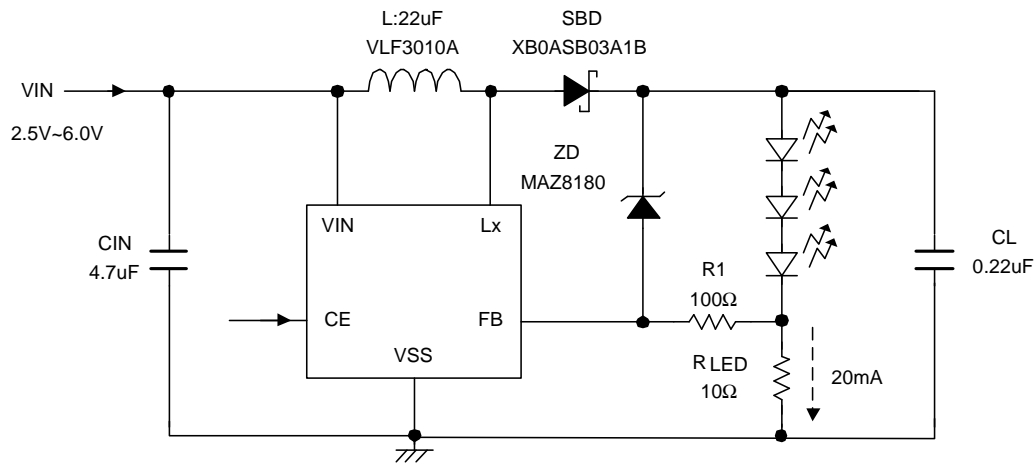 L:22uF
VLF3010A
SBD
XB0ASB03A1B
VIN
2.5V~6.0V
ZD
MAZ8180
VIN
Lx
CIN
4.7uF
CL
0.22uF
R1
100Ω
CE
FB
VSS
R LED
10Ω
20mA